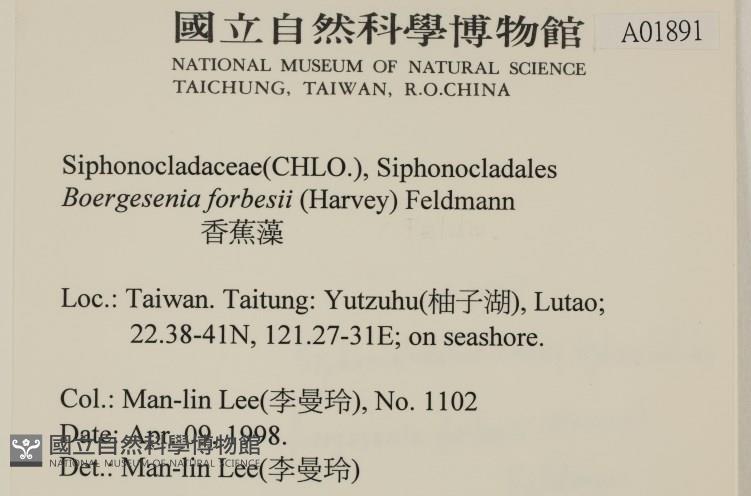 國立自然科學博物館
A01891
NATIONAL MUSEUM OF NATURAL SCIENCE
TAICHUNG, TAIWAN, R.O.CHINA
Siphonocladaceae(CHLO.), Siphonocladales
Boergesenia forbesii (Harvey) Feldmann
香蕉藻
Loc.: Taiwan. Taitung: Yutzuhu(柚子湖), Lutao;
22.38-41N, 121.27-31E; on seashore.
Col.: Man-lin Lee(李曼玲), No. 1102
Date: Apr. 09, 1998.
國立自然科學博物館
NATIONAL MUSEUM OF NATURAL SCIENCE
Det.: Man-lin Lee(李曼玲)